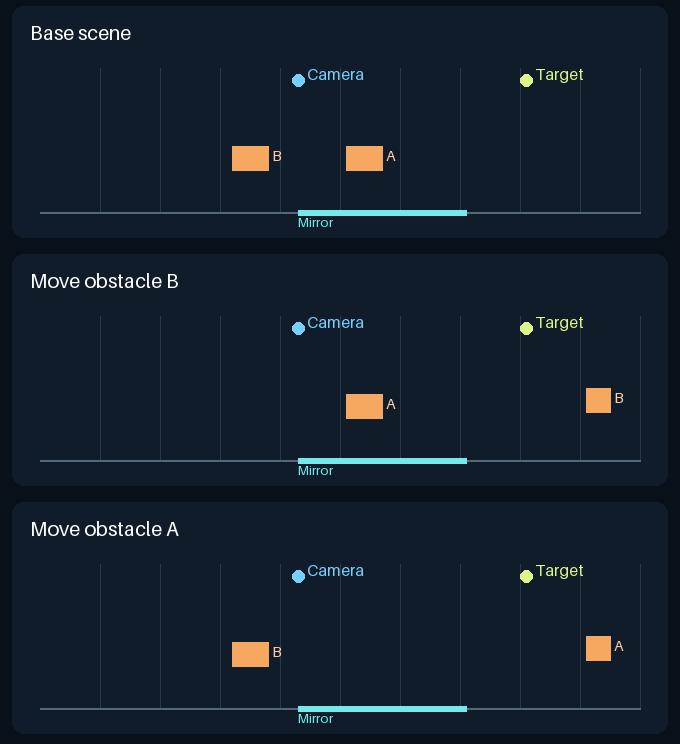 Base scene
Camera
Target
B
A
Mirror
Move obstacle B
Camera
Target
A
B
Mirror
Move obstacle A
Camera
Target
B
A
Mirror